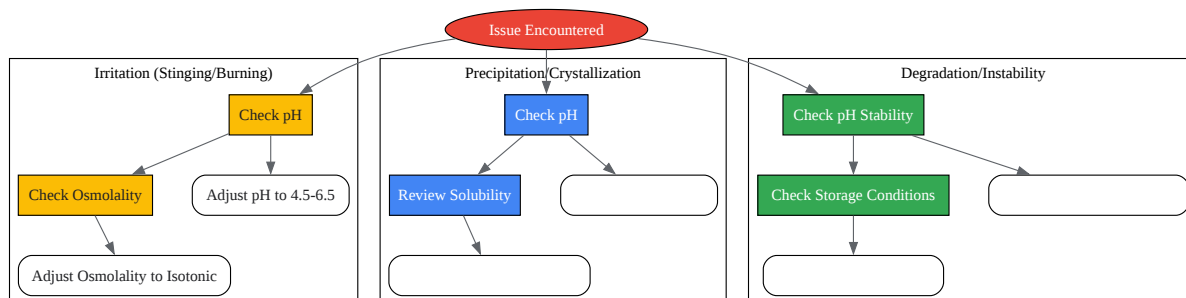 Issue Encountered
Irritation (Stinging/Burning)
Precipitation/Crystallization
Degradation/Instability
Check pH
Check pH
Check pH Stability
Check Osmolality
Adjust pH to 4.5-6.5
Review Solubility
Check Storage Conditions
Adjust Osmolality to Isotonic